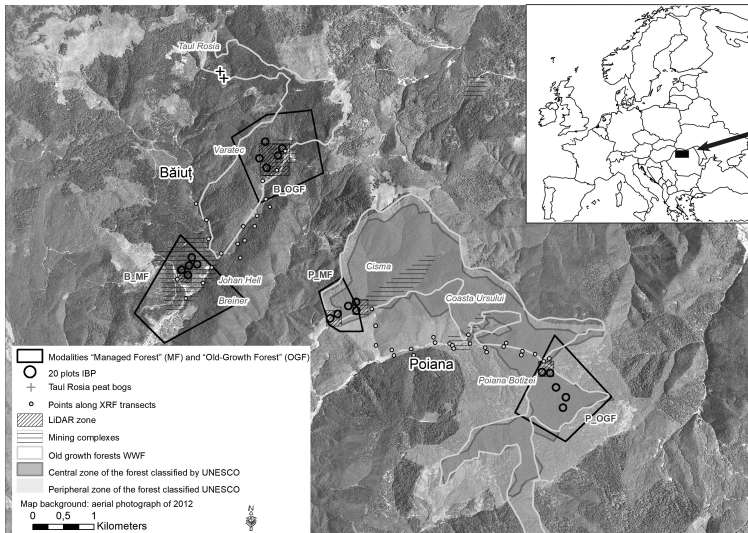 Taul Rosia
Varatec
Băiuț
B_OGF
B_MF
Johan Hell
Breiner
P_MF
Cisma
Coasta Ursului
Poiana
Poiana Botizei
P_OGF
Modalities "Managed Forest" (MF) and "Old-Growth Forest" (OGF)
20 plots IBP
Taul Rosia peat bogs
Points along XRF transects
LiDAR zone
Mining complexes
Old growth forests WWF
Central zone of the forest classified by UNESCO
Peripheral zone of the forest classified UNESCO
Map background: aerial photograph of 2012
0 0,5 1
Kilometers
N